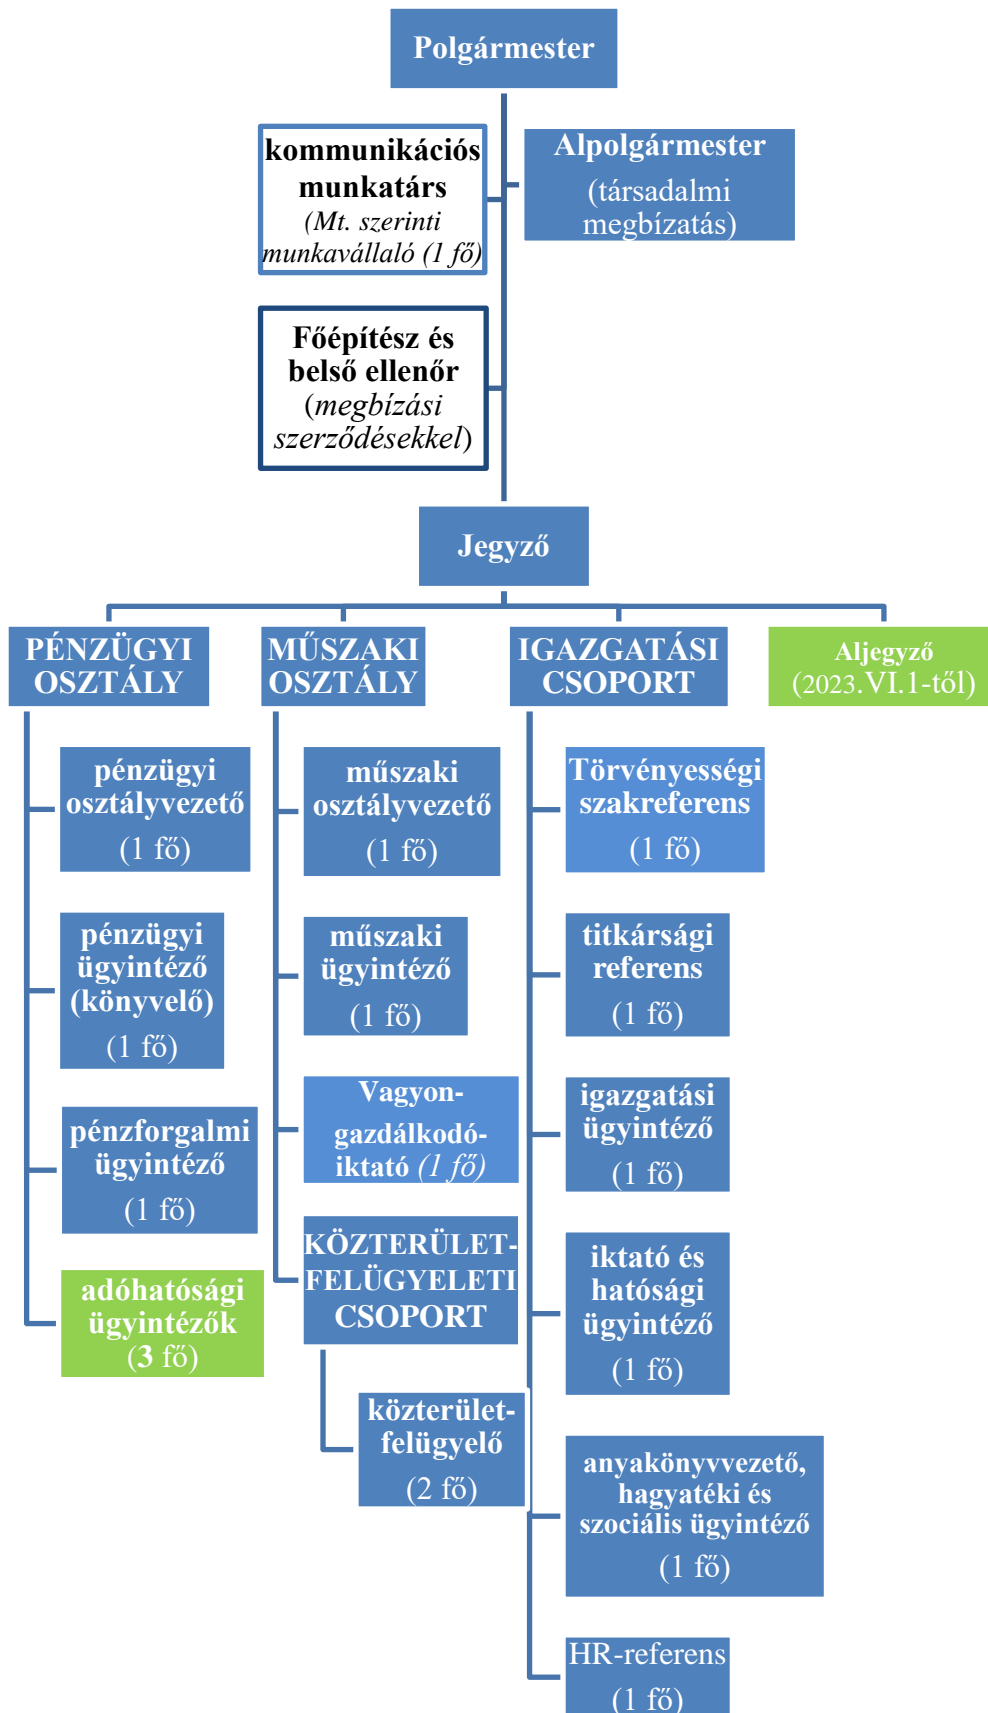 Polgármester
kommunikációs
munkatárs
(Mt. szerinti
munkavállaló (1 fő)
Alpolgármester
(társadalmi
megbízatás)
Főépítész és
belső ellenőr
(megbízási
szerződésekkel)
Jegyző
PÉNZÜGYI
OSZTÁLY
MŰSZAKI
OSZTÁLY
IGAZGATÁSI
CSOPORT
Aljegyző
(2023.VI.1-től)
pénzügyi
osztályvezető
(1 fő)
pénzügyi
ügyintéző
(könyvelő)
(1 fő)
pénzforgalmi
ügyintéző
(1 fő)
adóhatósági
ügyintézők
(3 fő)
műszaki
osztályvezető
(1 fő)
műszaki
ügyintéző
(1 fő)
Vagyon-
gazdálkodó-
iktató (1 fő)
KÖZTERÜLET-
FELÜGYELETI
CSOPORT
közterület-
felügyelő
(2 fő)
Törvényességi
szakreferens
(1 fő)
titkársági
referens
(1 fő)
igazgatási
ügyintéző
(1 fő)
iktató és
hatósági
ügyintéző
(1 fő)
anyakönyvvezető,
hagyatéki és
szociális ügyintéző
(1 fő)
HR-referens
(1 fő)